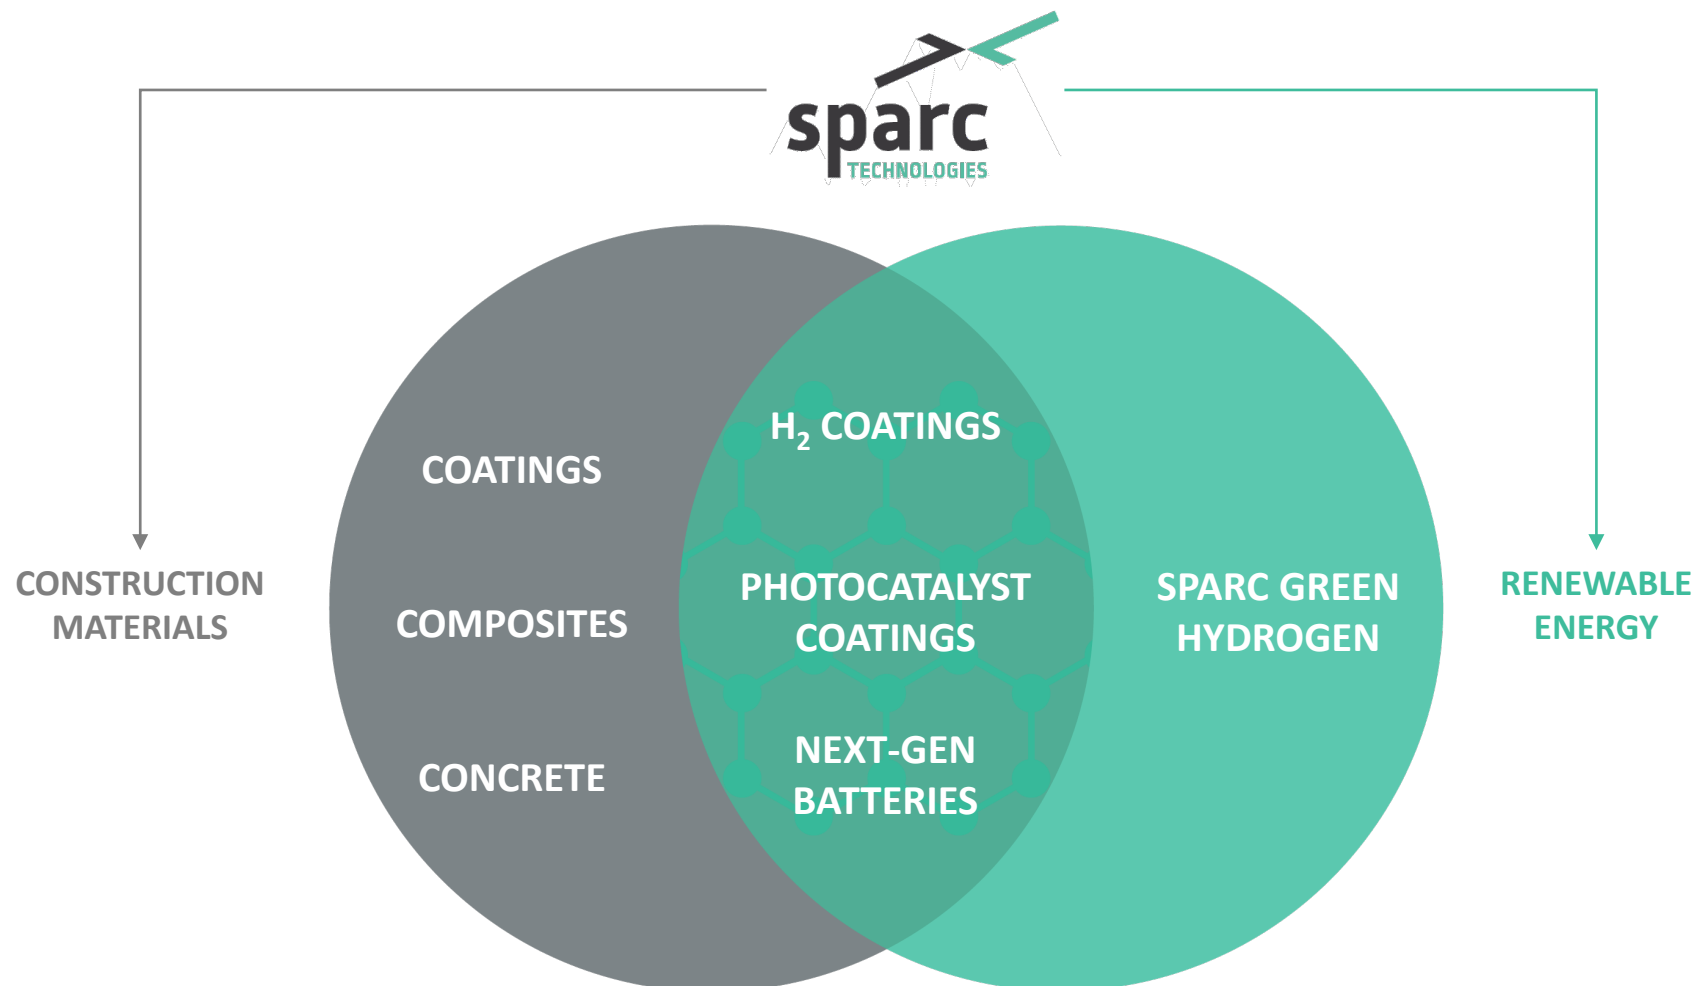 sparc
TECHNOLOGIES
CONSTRUCTION
MATERIALS
COATINGS
COMPOSITES
CONCRETE
H₂ COATINGS
PHOTOCATALYST
COATINGS
NEXT-GEN
BATTERIES
SPARC GREEN
HYDROGEN
RENEWABLE
ENERGY